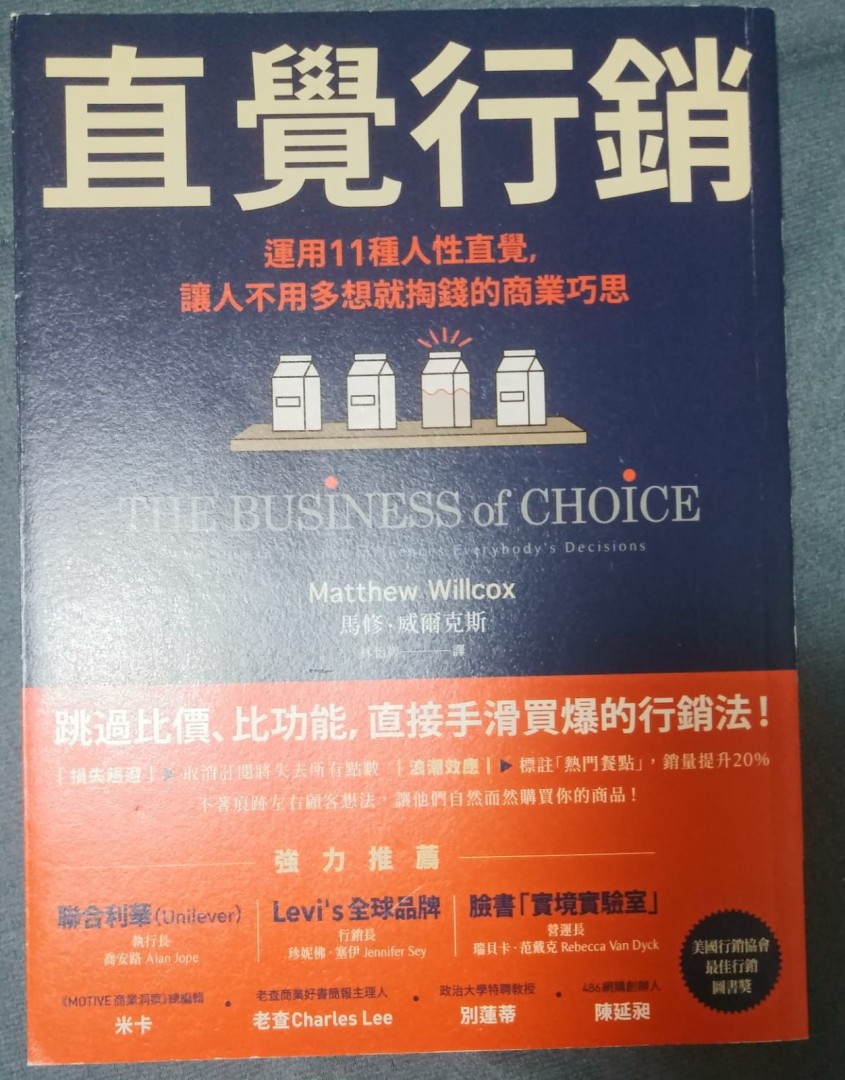 直覺行銷
運用11種人性直覺,
讓人不用多想就掏錢的商業巧思
THE BUSINESS of CHOICE
Influences Everybody's Decisions
Matthew Willcox
馬修·威爾克斯
譯
跳過比價、比功能, 直接手滑買爆的行銷法!
損失趨避 ▶ 取消訂閱將失去所有點數 浪潮效應 ▶ 標註「熱門餐點」, 銷量提升20%
不著痕跡左右顧客想法, 讓他們自然而然購買你的商品!
強力推薦
聯合利華(Unilever)
執行長
喬安路 Alan Jope
Levi's 全球品牌
行銷長
珍妮佛·塞伊 Jennifer Sey
臉書「實境實驗室」
營運長
瑞貝卡·范戴克 Rebecca Van Dyck
美國行銷協會
最佳行銷
圖書獎
《MOTIVE 商業洞察》總編輯
米卡
老查商業好書簡報主理人
老查Charles Lee
政治大學特聘教授
別蓮蒂
486網購創辦人
陳延昶